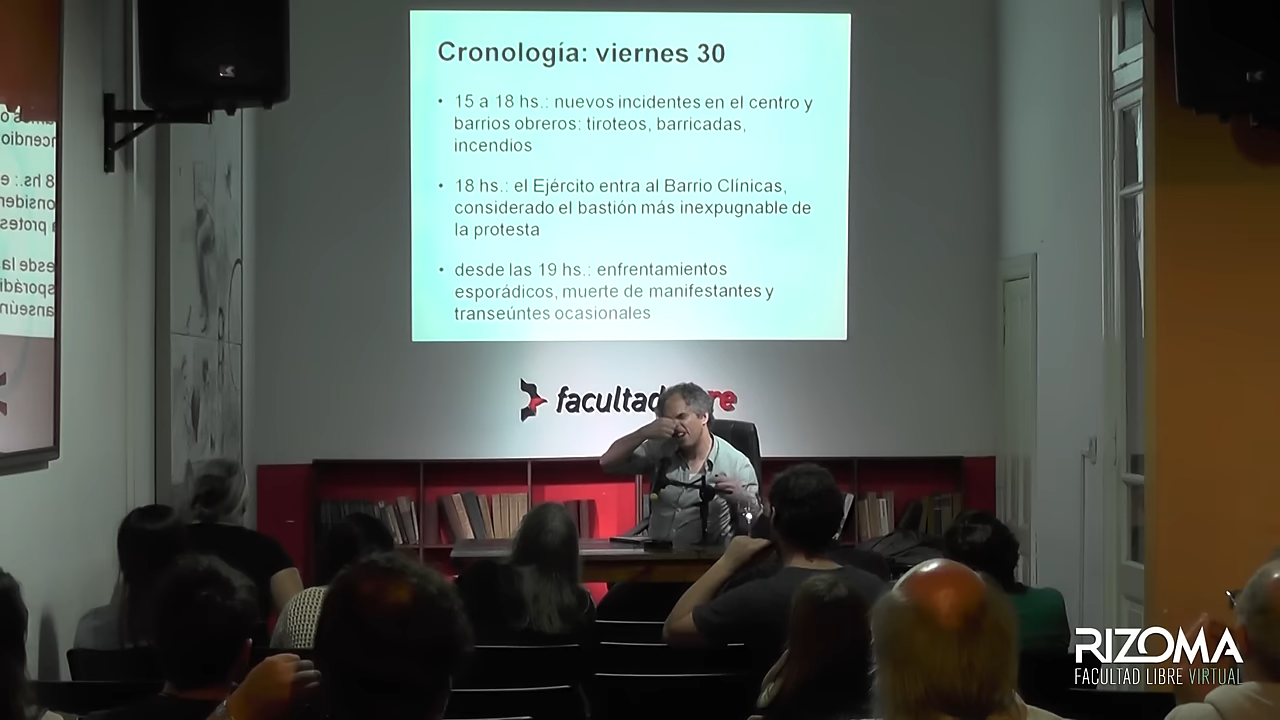 Cronología: viernes 30
• 15 a 18 hs.: nuevos incidentes en el centro y
barrios obreros: tiroteos, barricadas,
incendios
• 18 hs.: el Ejército entra al Barrio Clínicas,
considerado el bastión más inexpugnable de
la protesta
• desde las 19 hs.: enfrentamientos
esporádicos, muerte de manifestantes y
transeúntes ocasionales
facultad re
RIZOMA
FACULTAD LIBRE VIRTUAL